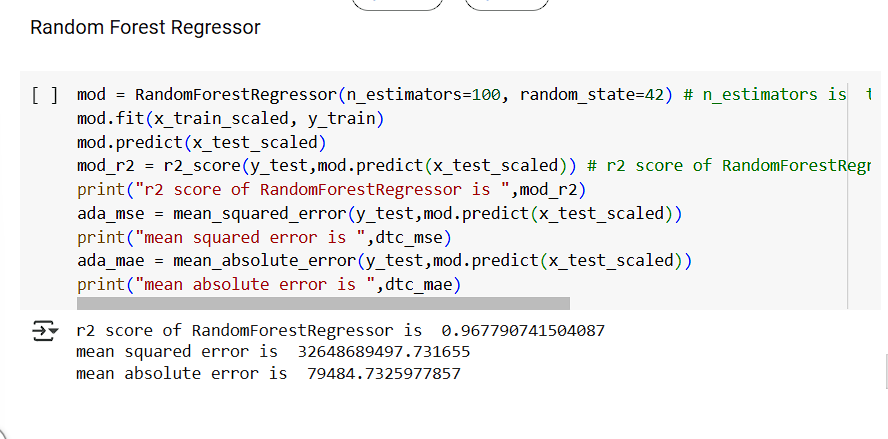 Random Forest Regressor
[ ] mod = RandomForestRegressor(n_estimators=100, random_state=42) # n_estimators is
mod.fit(x_train_scaled, y_train)
mod.predict(x_test_scaled)
mod_r2 = r2_score(y_test,mod.predict(x_test_scaled)) # r2 score of RandomForestRegr
print("r2 score of RandomForestRegressor is ",mod_r2)
ada_mse = mean_squared_error(y_test,mod.predict(x_test_scaled))
print("mean squared error is ",dtc_mse)
ada_mae = mean_absolute_error(y_test,mod.predict(x_test_scaled))
print("mean absolute error is ",dtc_mae)
r2 score of RandomForestRegressor is  0.967790741504087
mean squared error is  32648689497.731655
mean absolute error is  79484.7325977857